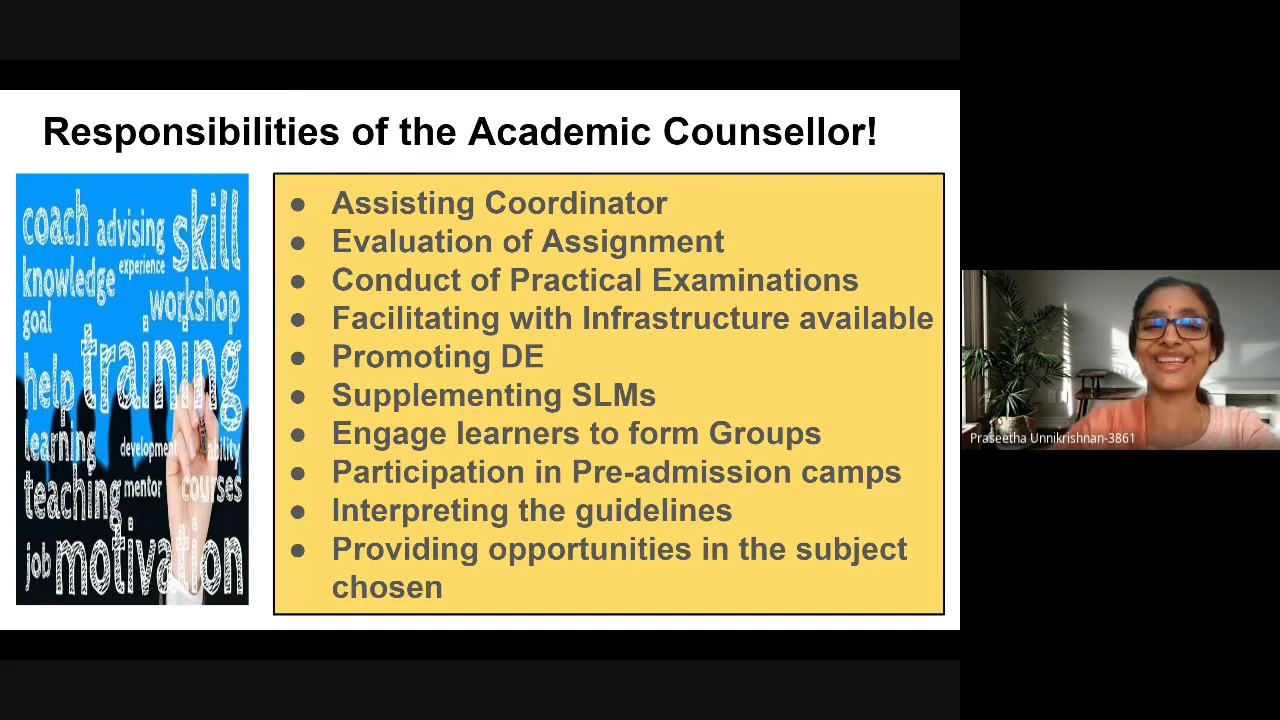 Responsibilities of the Academic Counsellor!
coach advising skill
knowledge experience
goal workshop
training
help
learning development ability
teaching mentor courses
job motivation
● Assisting Coordinator
● Evaluation of Assignment
● Conduct of Practical Examinations
● Facilitating with Infrastructure available
● Promoting DE
● Supplementing SLMs
● Engage learners to form Groups
● Participation in Pre-admission camps
● Interpreting the guidelines
● Providing opportunities in the subject
chosen
Praseetha Unnikrishnan-3861